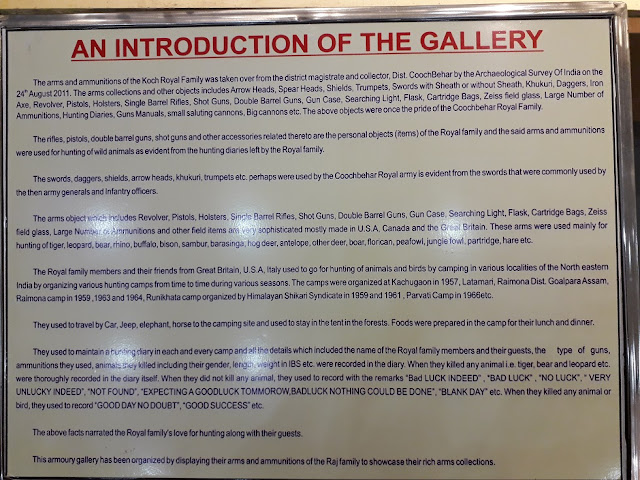 AN INTRODUCTION OF THE GALLERY
The arms and ammunitions of the Koch Royal Family was taken over from the district magistrate and collector, Dist. CoochBehar by the Archaeological Survey Of India on the
24th August 2011. The arms collections and other objects includes Arrow Heads, Spear Heads, Shields, Trumpets, Swords with Sheath or without Sheath, Khukuri, Daggers, Iron
Axe, Revolver, Pistols, Holsters, Single Barrel Rifles, Shot Guns, Double Barrel Guns, Gun Case, Searching Light, Flask, Cartridge Bags, Zeiss field glass, Large Number of
Ammunitions, Hunting Diaries, Guns Manuals, small saluting cannons, Big cannons etc. The above objects were once the pride of the Coochbehar Royal Family.
The rifles, pistols, double barrel guns, shot guns and other accessories related thereto are the personal objects (items) of the Royal family and the said arms and ammunitions
were used for hunting of wild animals as evident from the hunting diaries left by the Royal family.
The swords, daggers, shields, arrow heads, khukuri, trumpets etc. perhaps were used by the Coochbehar Royal army is evident from the swords that were commonly used by
the then army generals and Infantry officers.
The arms object which includes Revolver, Pistols, Holsters, Single Barrel Rifles, Shot Guns, Double Barrel Guns, Gun Case, Searching Light, Flask, Cartridge Bags, Zeiss
field glass, Large Number of Ammunitions and other field items are very sophisticated mostly made in U.S.A, Canada and the Great Britain. These arms were used mainly for
hunting of tiger, leopard, bear, rhino, buffalo, bison, sambur, barasinga, hog deer, antelope, other deer, boar, florican, peafowl, jungle fowl, partridge, hare etc.
The Royal family members and their friends from Great Britain, U.S.A, Italy used to go for hunting of animals and birds by camping in various localities of the North eastern
India by organizing various hunting camps from time to time during various seasons. The camps were organized at Kachugaon in 1957, Latamari, Raimona Dist. Goalpara Assam,
Raimona camp in 1959 ,1963 and 1964, Runikhata camp organized by Himalayan Shikari Syndicate in 1959 and 1961 , Parvati Camp in 1966etc.
They used to travel by Car, Jeep, elephant, horse to the camping site and used to stay in the tent in the forests. Foods were prepared in the camp for their lunch and dinner.
They used to maintain a hunting diary in each and every camp and all the details which included the name of the Royal family members and their guests, the type of guns,
ammunitions they used, animals they killed including their gender, length, weight in IBS etc. were recorded in the diary. When they killed any animal i.e. tiger, bear and leopard etc.
were thoroughly recorded in the diary itself. When they did not kill any animal, they used to record with the remarks "Bad LUCK INDEED" , "BAD LUCK" , "NO LUCK", " VERY
UNLUCKY INDEED", "NOT FOUND", "EXPECTING A GOODLUCK TOMMOROW,BADLUCK NOTHING COULD BE DONE", "BLANK DAY" etc. When they killed any animal or
bird, they used to record "GOOD DAY NO DOUBT", "GOOD SUCCESS" etc.
The above facts narrated the Royal family's love for hunting along with their guests.
This armoury gallery has been organized by displaying their arms and ammunitions of the Raj family to showcase their rich arms collections.